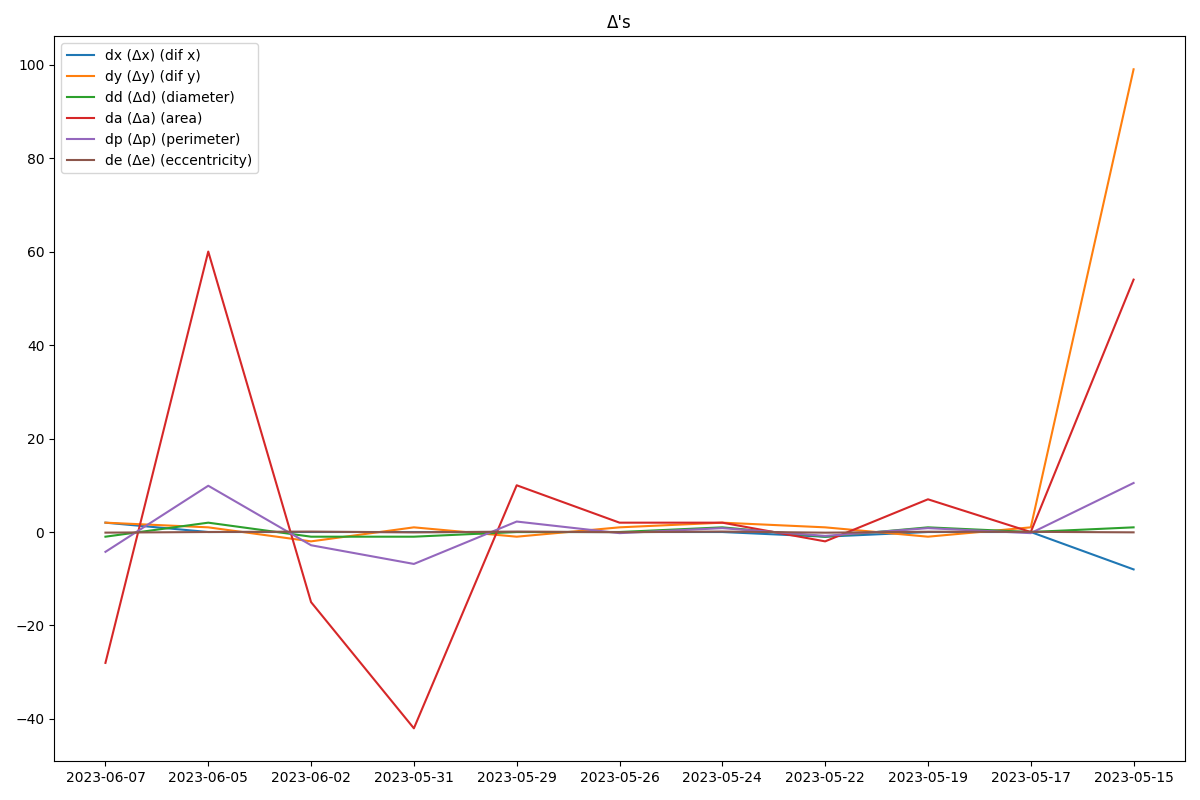 Δ's
dx (Δx) (dif x)
dy (Δy) (dif y)
dd (Δd) (diameter)
da (Δa) (area)
dp (Δp) (perimeter)
de (Δe) (eccentricity)
100
80
60
40
20
0
−20
−40
2023-06-07 2023-06-05 2023-06-02 2023-05-31 2023-05-29 2023-05-26 2023-05-24 2023-05-22 2023-05-19 2023-05-17 2023-05-15